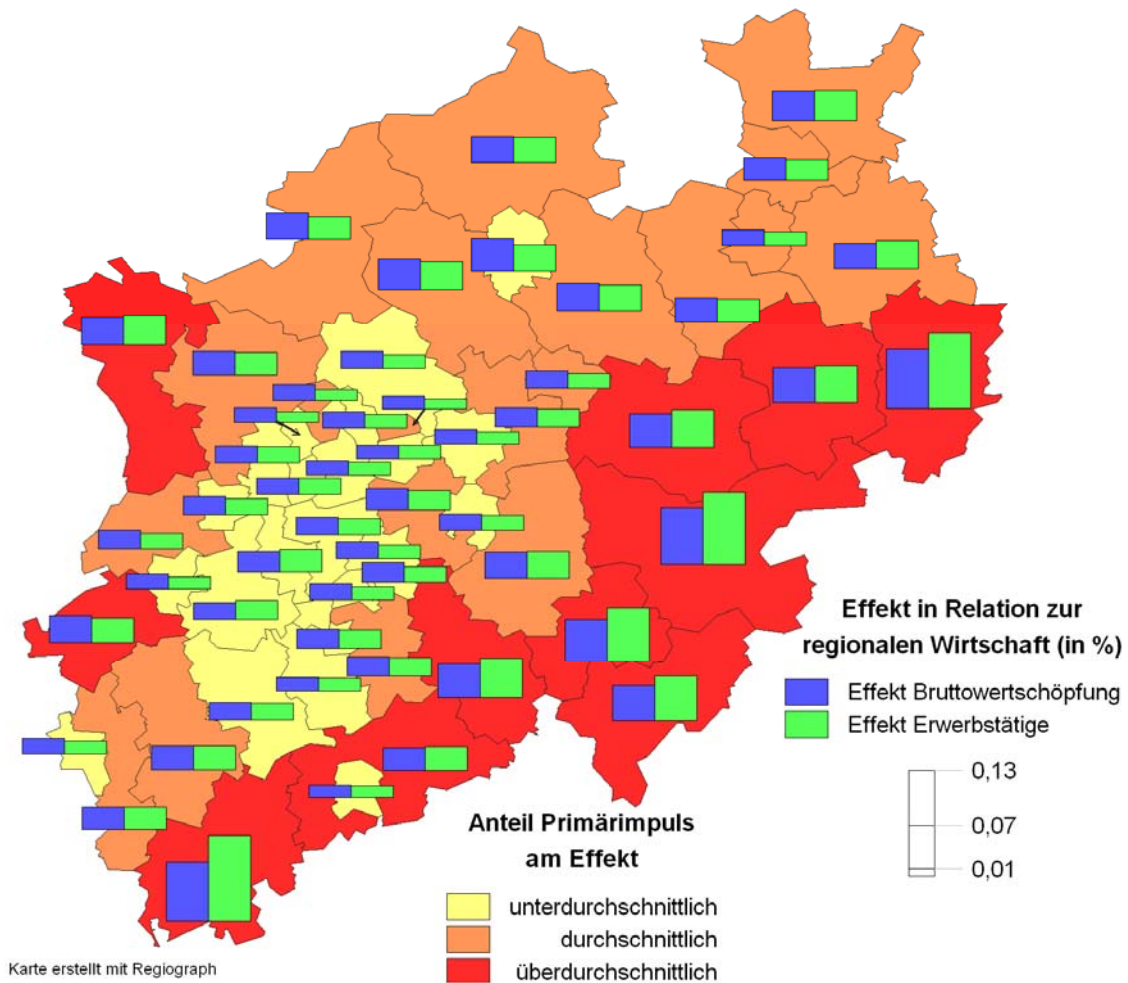 Effekt in Relation zur
regionalen Wirtschaft (in %)
Effekt Bruttowertschöpfung
Effekt Erwerbstätige
0,13
0,07
0,01
Anteil Primärimpuls
am Effekt
unterdurchschnittlich
durchschnittlich
überdurchschnittlich
Karte erstellt mit Regiograph